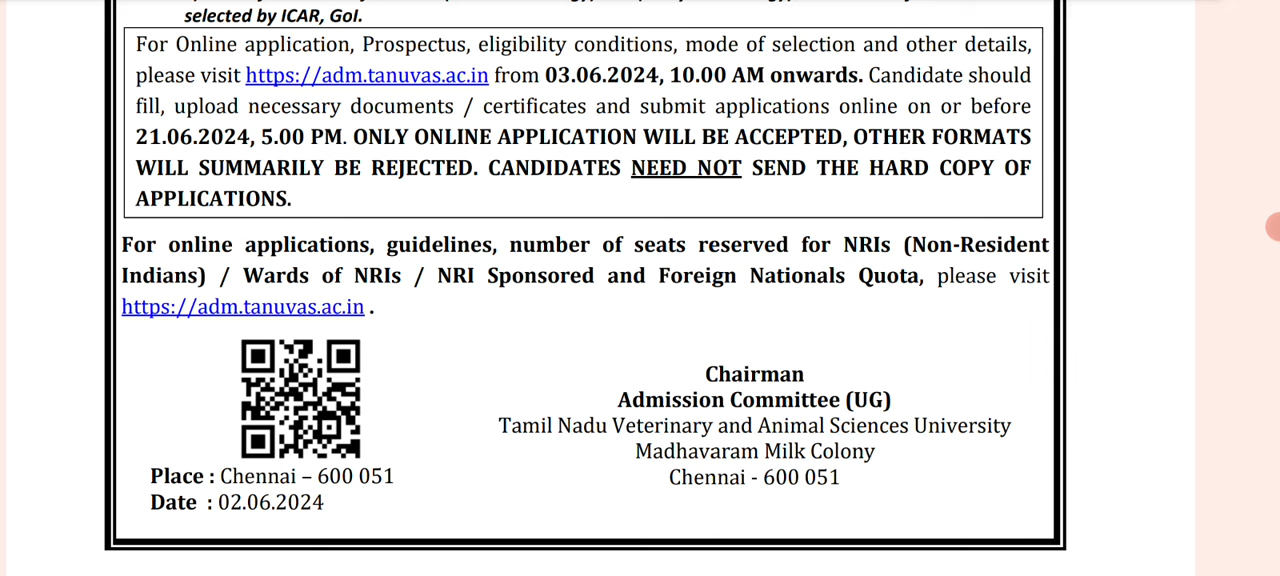 selected by ICAR, GoI.
For Online application, Prospectus, eligibility conditions, mode of selection and other details,
please visit https://adm.tanuvas.ac.in from 03.06.2024, 10.00 AM onwards. Candidate should
fill, upload necessary documents / certificates and submit applications online on or before
21.06.2024, 5.00 PM. ONLY ONLINE APPLICATION WILL BE ACCEPTED, OTHER FORMATS
WILL SUMMARILY BE REJECTED. CANDIDATES NEED NOT SEND THE HARD COPY OF
APPLICATIONS.
For online applications, guidelines, number of seats reserved for NRIs (Non-Resident
Indians) / Wards of NRIs / NRI Sponsored and Foreign Nationals Quota, please visit
https://adm.tanuvas.ac.in .
Chairman
Admission Committee (UG)
Tamil Nadu Veterinary and Animal Sciences University
Madhavaram Milk Colony
Chennai - 600 051
Place : Chennai – 600 051
Date : 02.06.2024